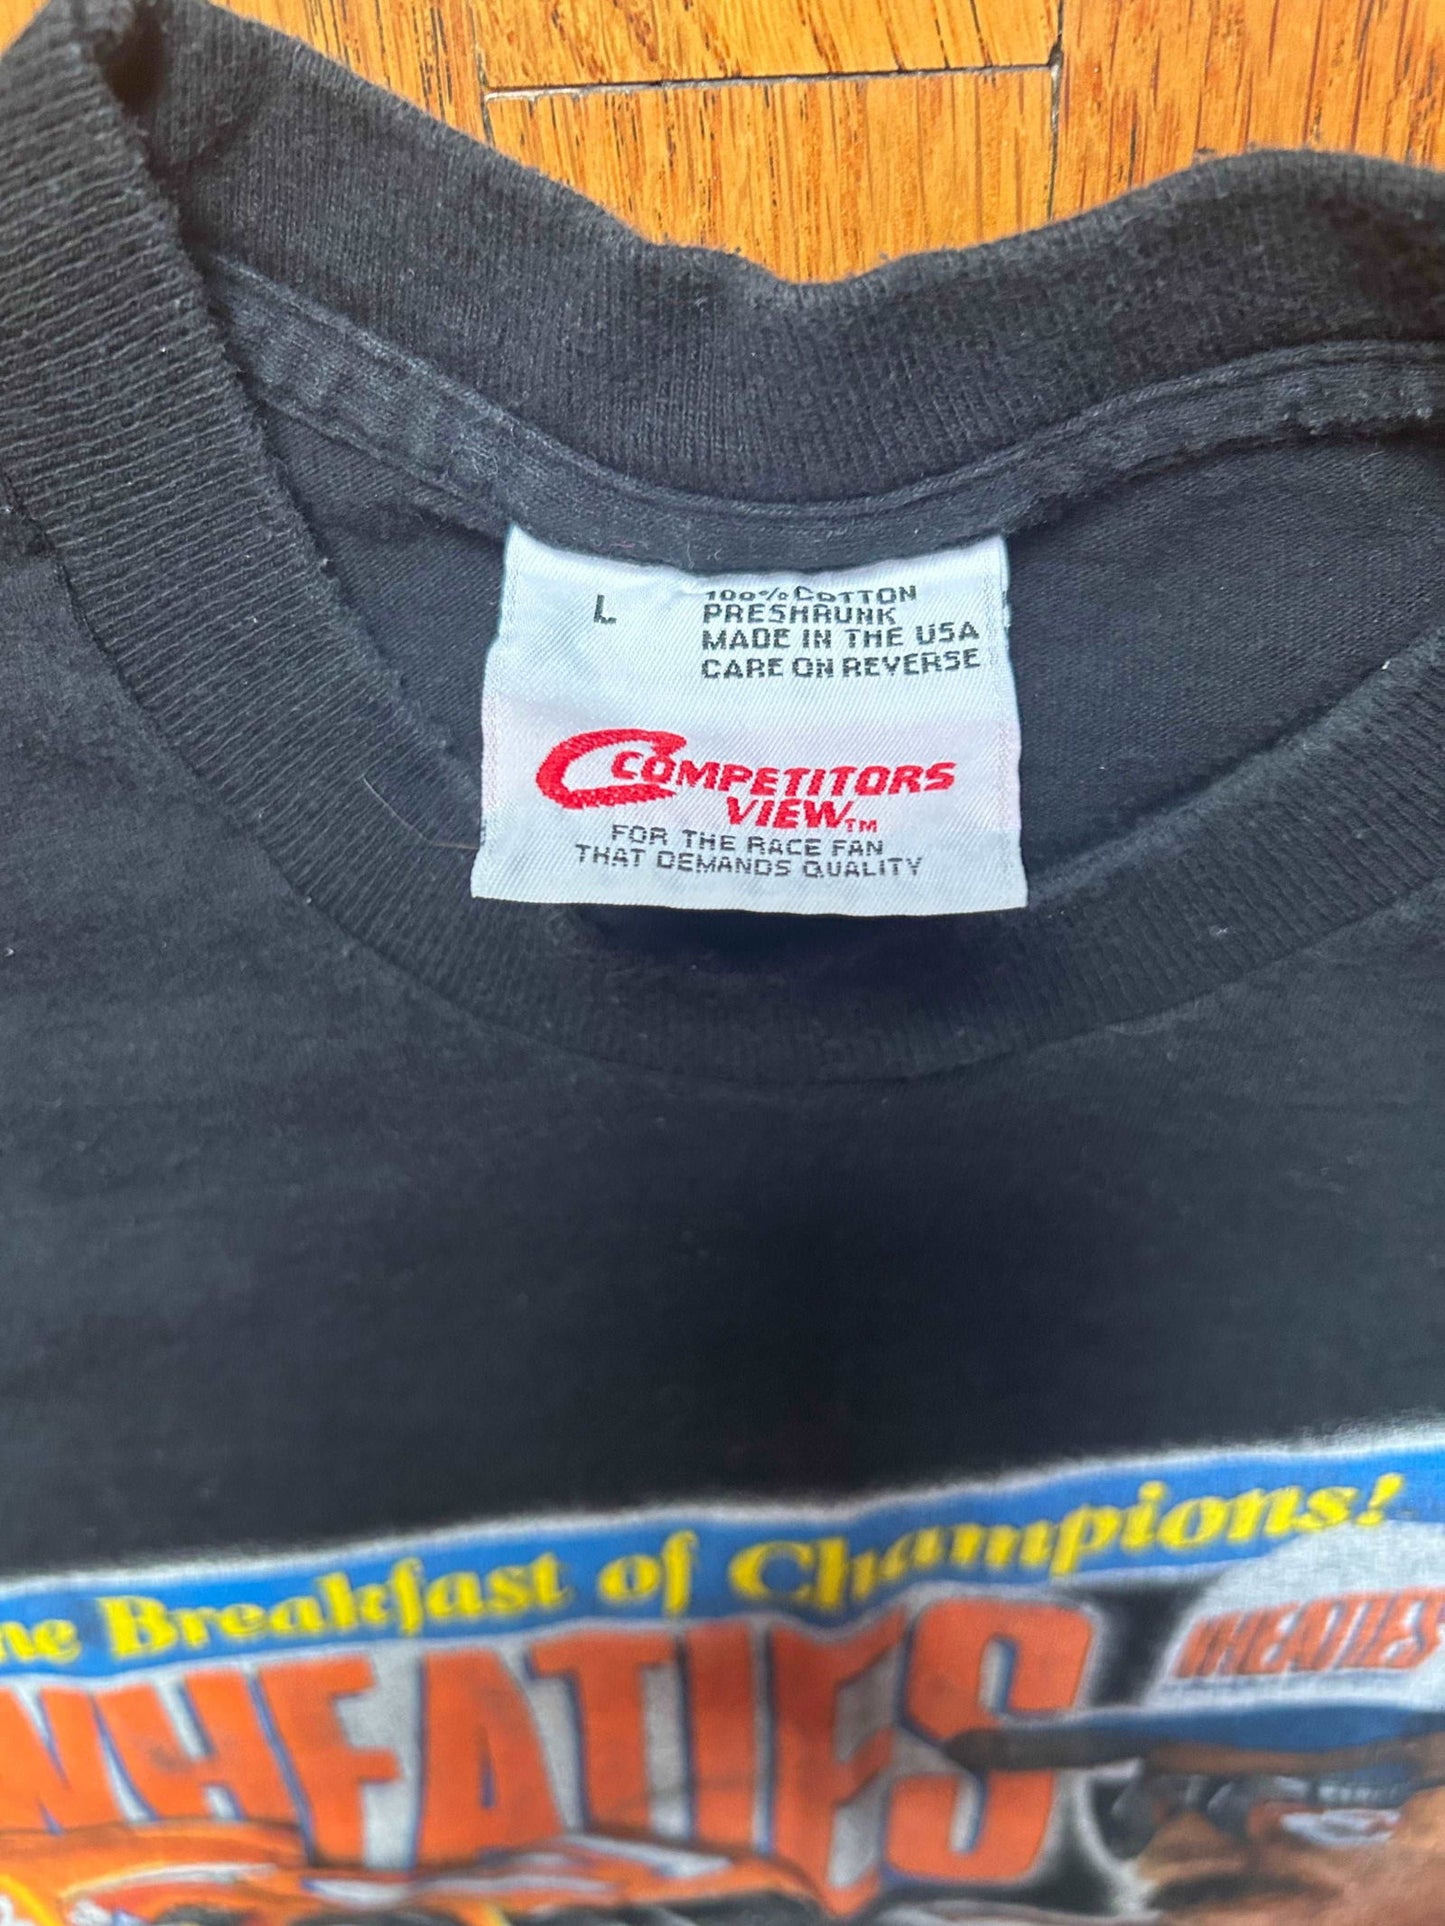 L
100% COTTON
PRESHRUNK
MADE IN THE USA
CARE ON REVERSE
COMPETITORS
VIEW™
FOR THE RACE FAN
THAT DEMANDS QUALITY
he Breakfast of Champions!
WHEATIES
WHEATIES